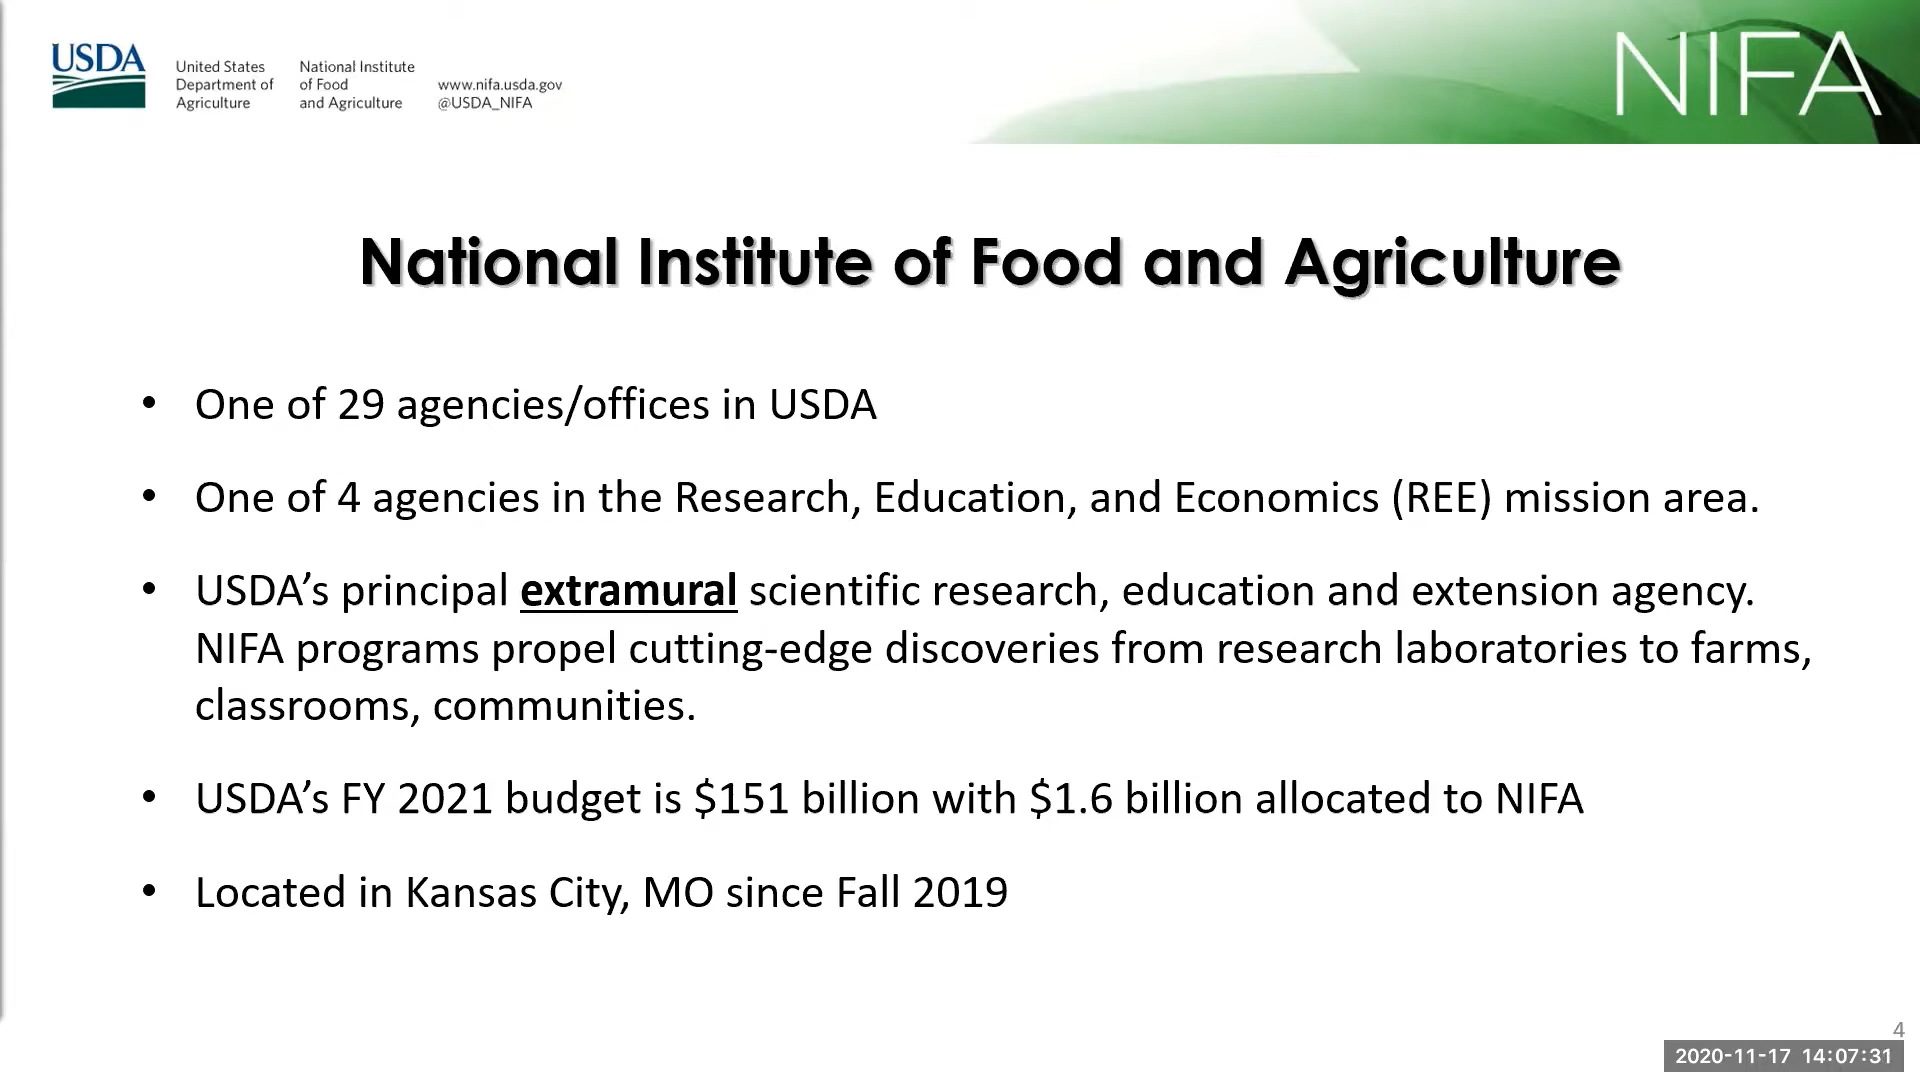 USDA
United States
Department of
Agriculture
National Institute
of Food
and Agriculture
www.nifa.usda.gov
@USDA_NIFA
NIFA
National Institute of Food and Agriculture
• One of 29 agencies/offices in USDA
• One of 4 agencies in the Research, Education, and Economics (REE) mission area.
• USDA’s principal extramural scientific research, education and extension agency.
NIFA programs propel cutting-edge discoveries from research laboratories to farms,
classrooms, communities.
• USDA’s FY 2021 budget is $151 billion with $1.6 billion allocated to NIFA
• Located in Kansas City, MO since Fall 2019
4
2020-11-17 14:07:31